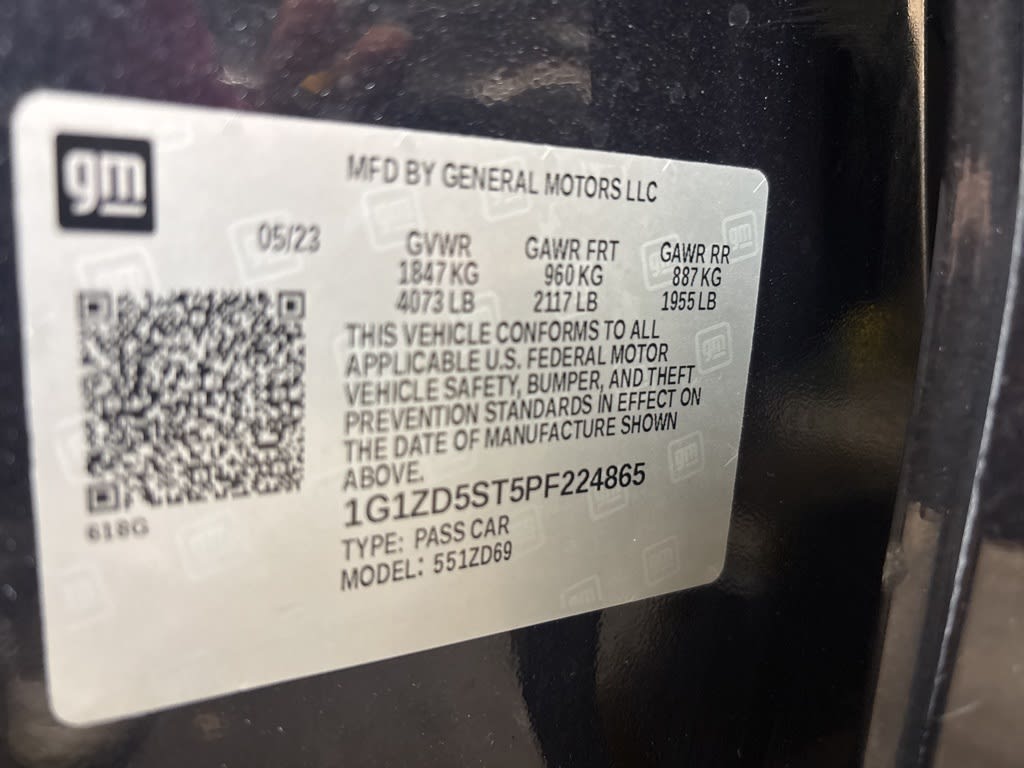 gm
MFD BY GENERAL MOTORS LLC
05/23
GVWR GAWR FRT GAWR RR
1847 KG 960 KG 887 KG
4073 LB 2117 LB 1955 LB
THIS VEHICLE CONFORMS TO ALL
APPLICABLE U.S. FEDERAL MOTOR
VEHICLE SAFETY, BUMPER, AND THEFT
PREVENTION STANDARDS IN EFFECT ON
THE DATE OF MANUFACTURE SHOWN
ABOVE.
1G1ZD5ST5PF224865
618G
TYPE: PASS CAR
MODEL: 551ZD69